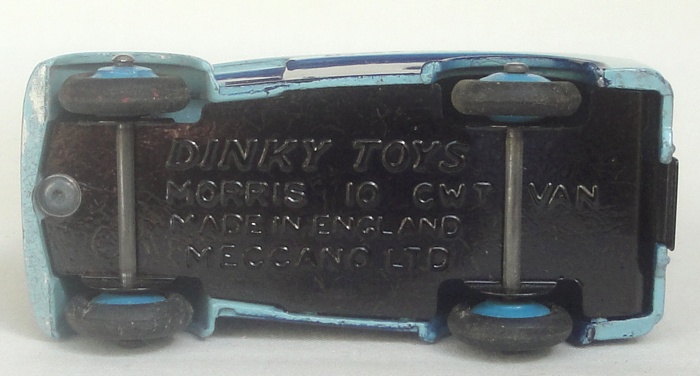 DINKY TOYS
MORRIS 10 CWT VAN
MADE IN ENGLAND
MECCANO LTD